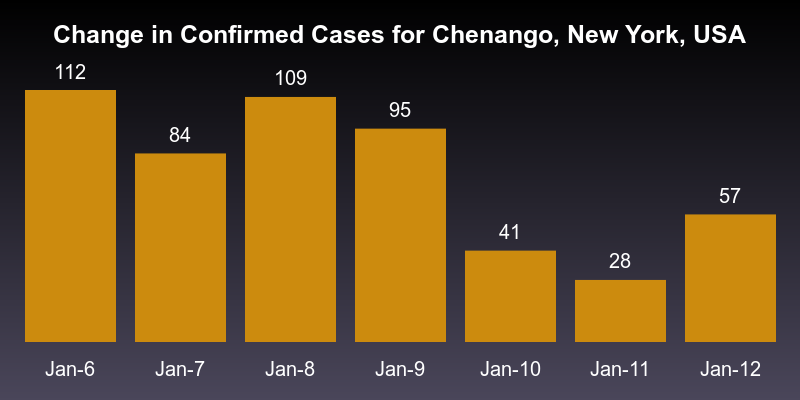 Change in Confirmed Cases for Chenango, New York, USA
112
84
109
95
41
28
57
Jan-6
Jan-7
Jan-8
Jan-9
Jan-10
Jan-11
Jan-12